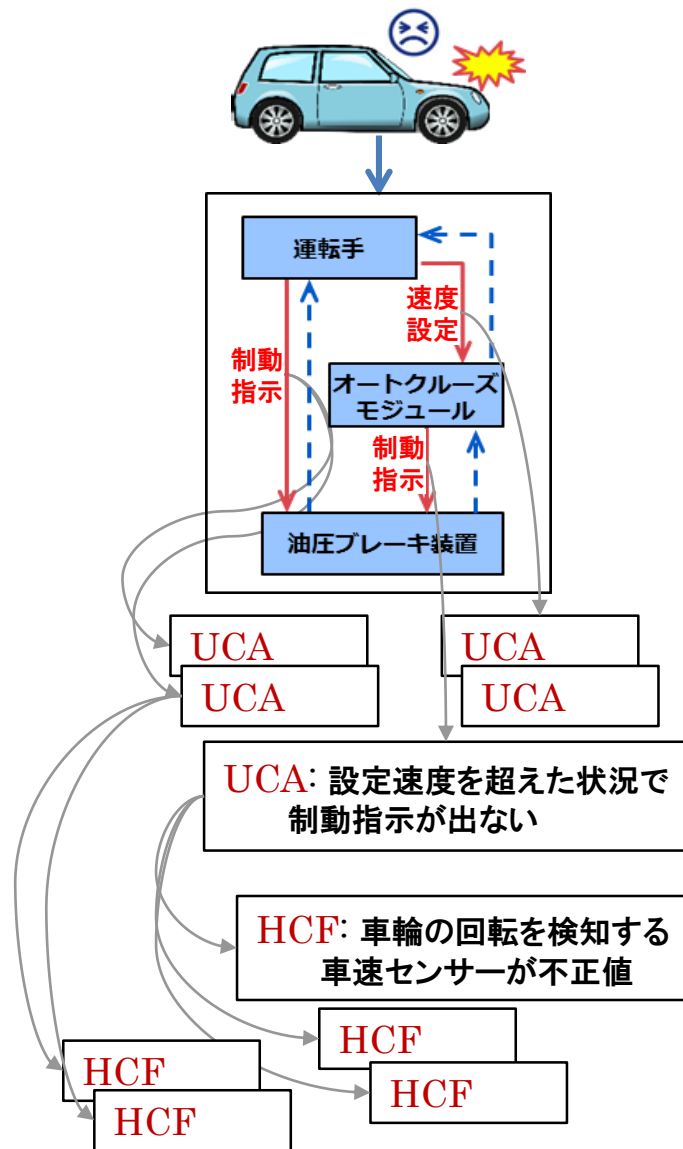 運転手
速度
設定
制動
指示
オートクルーズ
モジュール
制動
指示
油圧ブレーキ装置
UCA
UCA
UCA
UCA
UCA: 設定速度を超えた状況で
制動指示が出ない
HCF: 車輪の回転を検知する
車速センサーが不正値
HCF
HCF
HCF
HCF